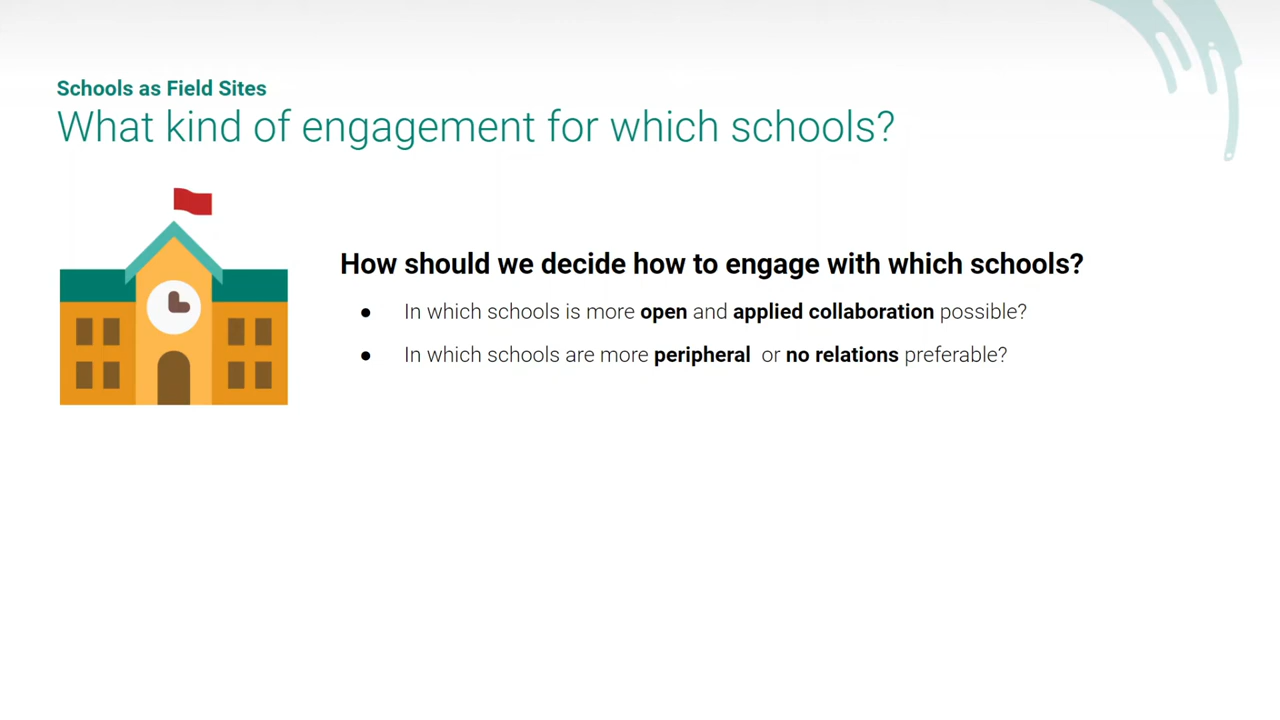 Schools as Field Sites
What kind of engagement for which schools?
How should we decide how to engage with which schools?
● In which schools is more open and applied collaboration possible?
● In which schools are more peripheral or no relations preferable?